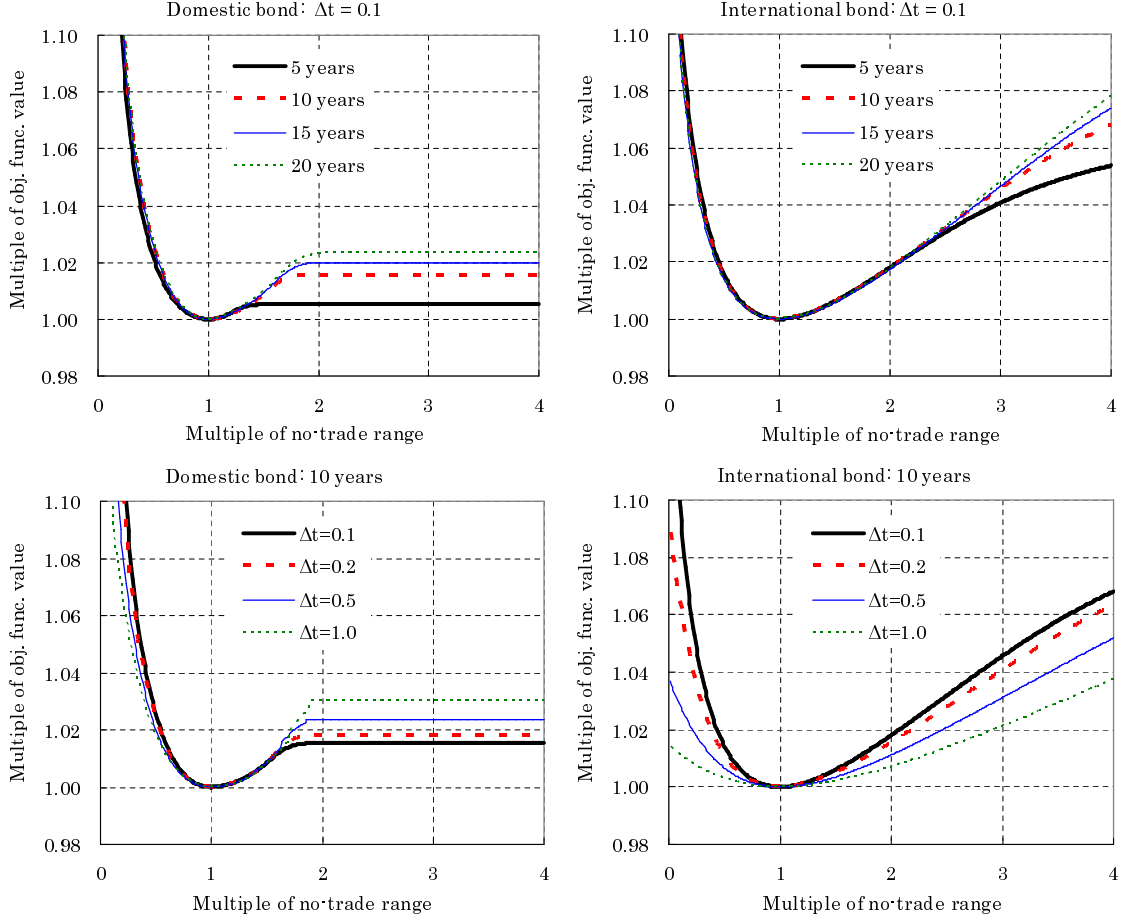 Domestic bond: Δt = 0.1
Multiple of obj. func. value
1.10
1.08
1.06
1.04
1.02
1.00
0.98
5 years
10 years
15 years
20 years
0 1 2 3 4
Multiple of no-trade range
International bond: Δt = 0.1
Multiple of obj. func. value
1.10
1.08
1.06
1.04
1.02
1.00
0.98
5 years
10 years
15 years
20 years
0 1 2 3 4
Multiple of no-trade range
Domestic bond: 10 years
Multiple of obj. func. value
1.10
1.08
1.06
1.04
1.02
1.00
0.98
Δt=0.1
Δt=0.2
Δt=0.5
Δt=1.0
0 1 2 3 4
Multiple of no-trade range
International bond: 10 years
Multiple of obj. func. value
1.10
1.08
1.06
1.04
1.02
1.00
0.98
Δt=0.1
Δt=0.2
Δt=0.5
Δt=1.0
0 1 2 3 4
Multiple of no-trade range